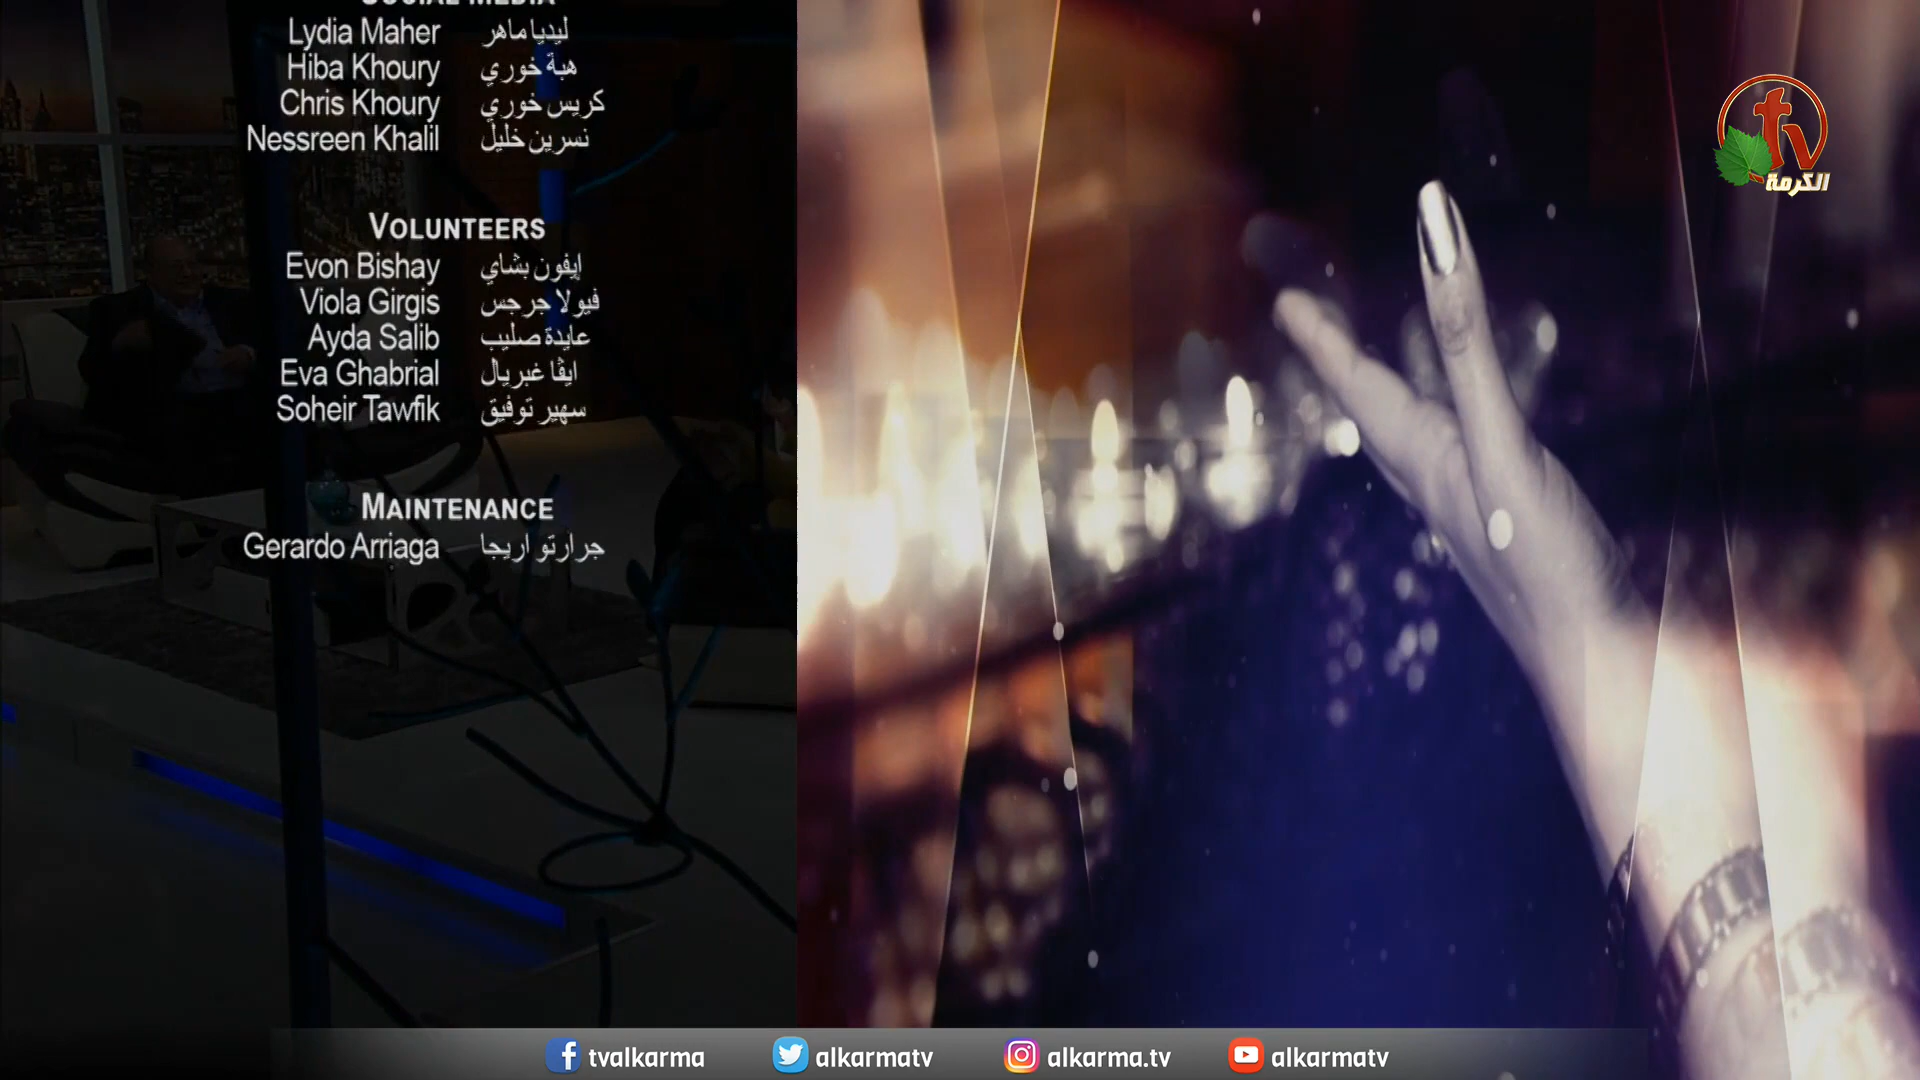 SOCIAL MEDIA
Lydia Maher ليديا ماهر
Hiba Khoury هبة خوري
Chris Khoury كريس خوري
Nessreen Khalil نسرين خليل
VOLUNTEERS
Evon Bishay إيفون بشاي
Viola Girgis فيولا جرجس
Ayda Salib عايدة صليب
Eva Ghabrial ايڤا غبريال
Soheir Tawfik سهير توفيق
MAINTENANCE
Gerardo Arriaga جرارتو اريجا
tv
الكرمة
tvalkarma alkarmatv alkarma.tv alkarmatv